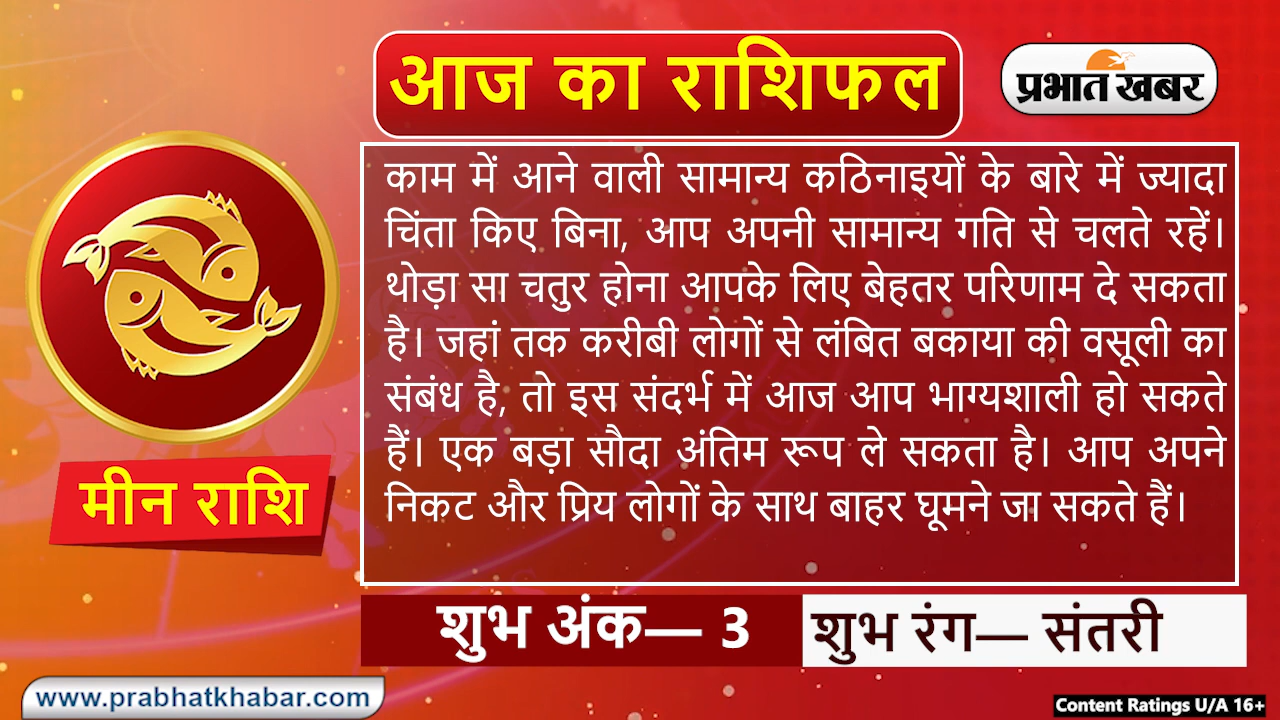 आज का राशिफल
प्रभात खबर
काम में आने वाली सामान्य कठिनाइयों के बारे में ज्यादा
चिंता किए बिना, आप अपनी सामान्य गति से चलते रहें।
थोड़ा सा चतुर होना आपके लिए बेहतर परिणाम दे सकता
है। जहां तक करीबी लोगों से लंबित बकाया की वसूली का
संबंध है, तो इस संदर्भ में आज आप भाग्यशाली हो सकते
हैं। एक बड़ा सौदा अंतिम रूप ले सकता है। आप अपने
निकट और प्रिय लोगों के साथ बाहर घूमने जा सकते हैं।
मीन राशि
शुभ अंक— 3
शुभ रंग— संतरी
www.prabhatkhabar.com
Content Ratings U/A 16+